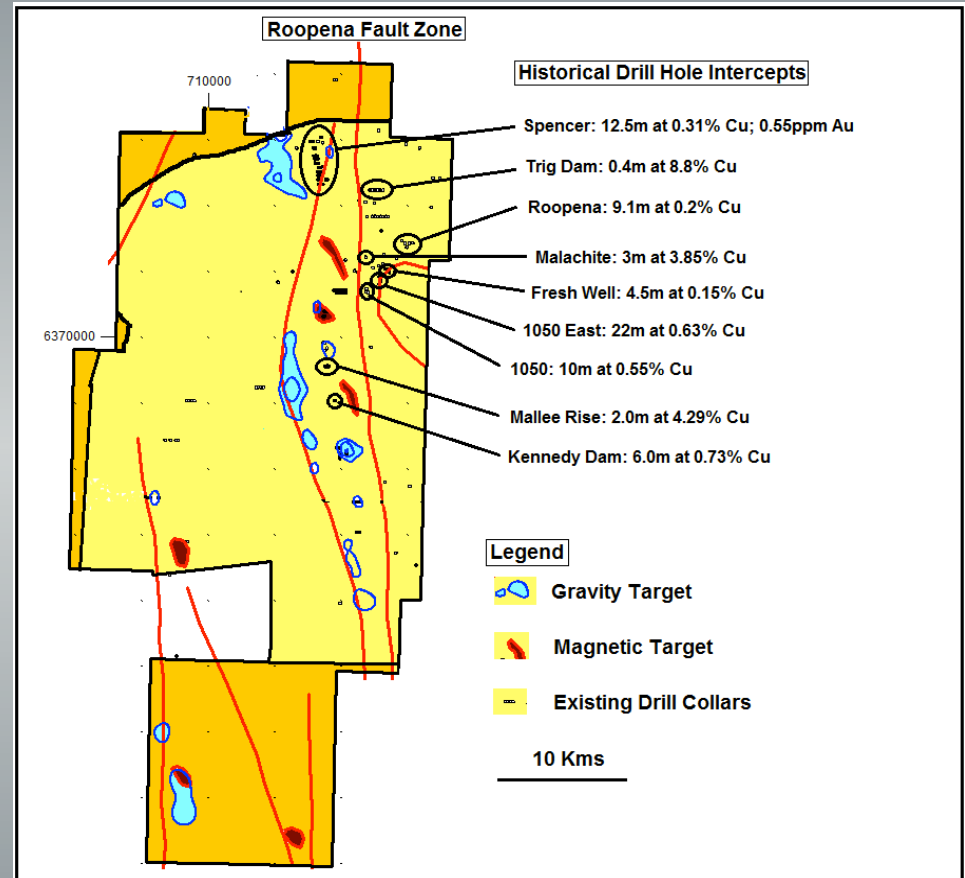 Roopena Fault Zone
710000
Historical Drill Hole Intercepts
Spencer: 12.5m at 0.31% Cu; 0.55ppm Au
Trig Dam: 0.4m at 8.8% Cu
Roopena: 9.1m at 0.2% Cu
Malachite: 3m at 3.85% Cu
Fresh Well: 4.5m at 0.15% Cu
1050 East: 22m at 0.63% Cu
6370000
1050: 10m at 0.55% Cu
Mallee Rise: 2.0m at 4.29% Cu
Kennedy Dam: 6.0m at 0.73% Cu
Legend
Gravity Target
Magnetic Target
Existing Drill Collars
10 Kms